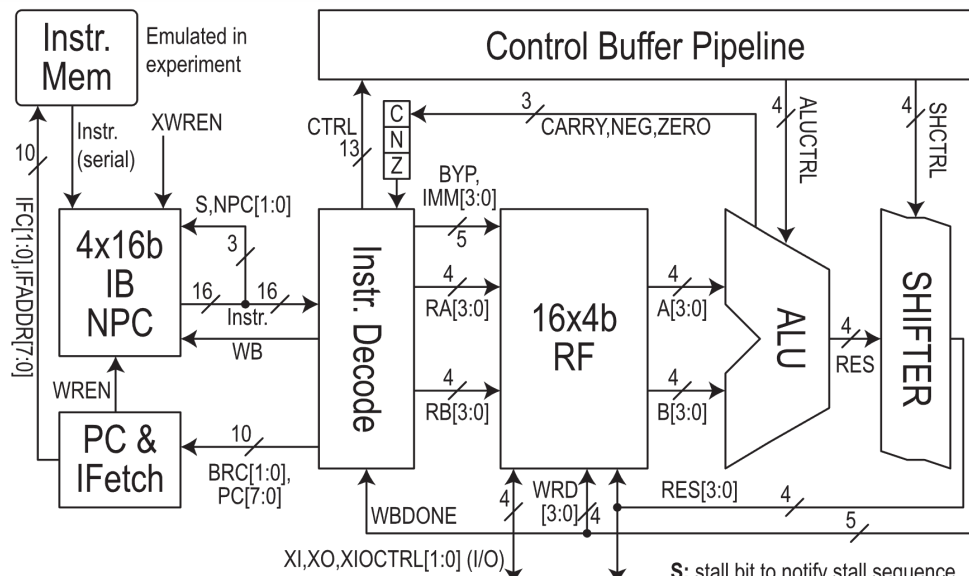 Instr.
Mem
Emulated in
experiment
Control Buffer Pipeline
10
Instr.
(serial)
XWREN
CTRL
13
C
N
Z
3
CARRY,NEG,ZERO
4
ALUCTRL
4
SHCTRL
IFC[1:0],IFADDR[7:0]
4x16b
IB
NPC
S,NPC[1:0]
3
16
16
Instr.
WB
WREN
PC &
IFetch
10
BRC[1:0],
PC[7:0]
Instr. Decode
BYP,
IMM[3:0]
5
4
RA[3:0]
4
RB[3:0]
16x4b
RF
4
A[3:0]
4
B[3:0]
ALU
4
RES
SHIFTER
WBDONE
4
WRD
[3:0]
4
RES[3:0]
4
5
XI,XO,XIOCTRL[1:0] (I/O)
S: stall bit to notify stall sequence